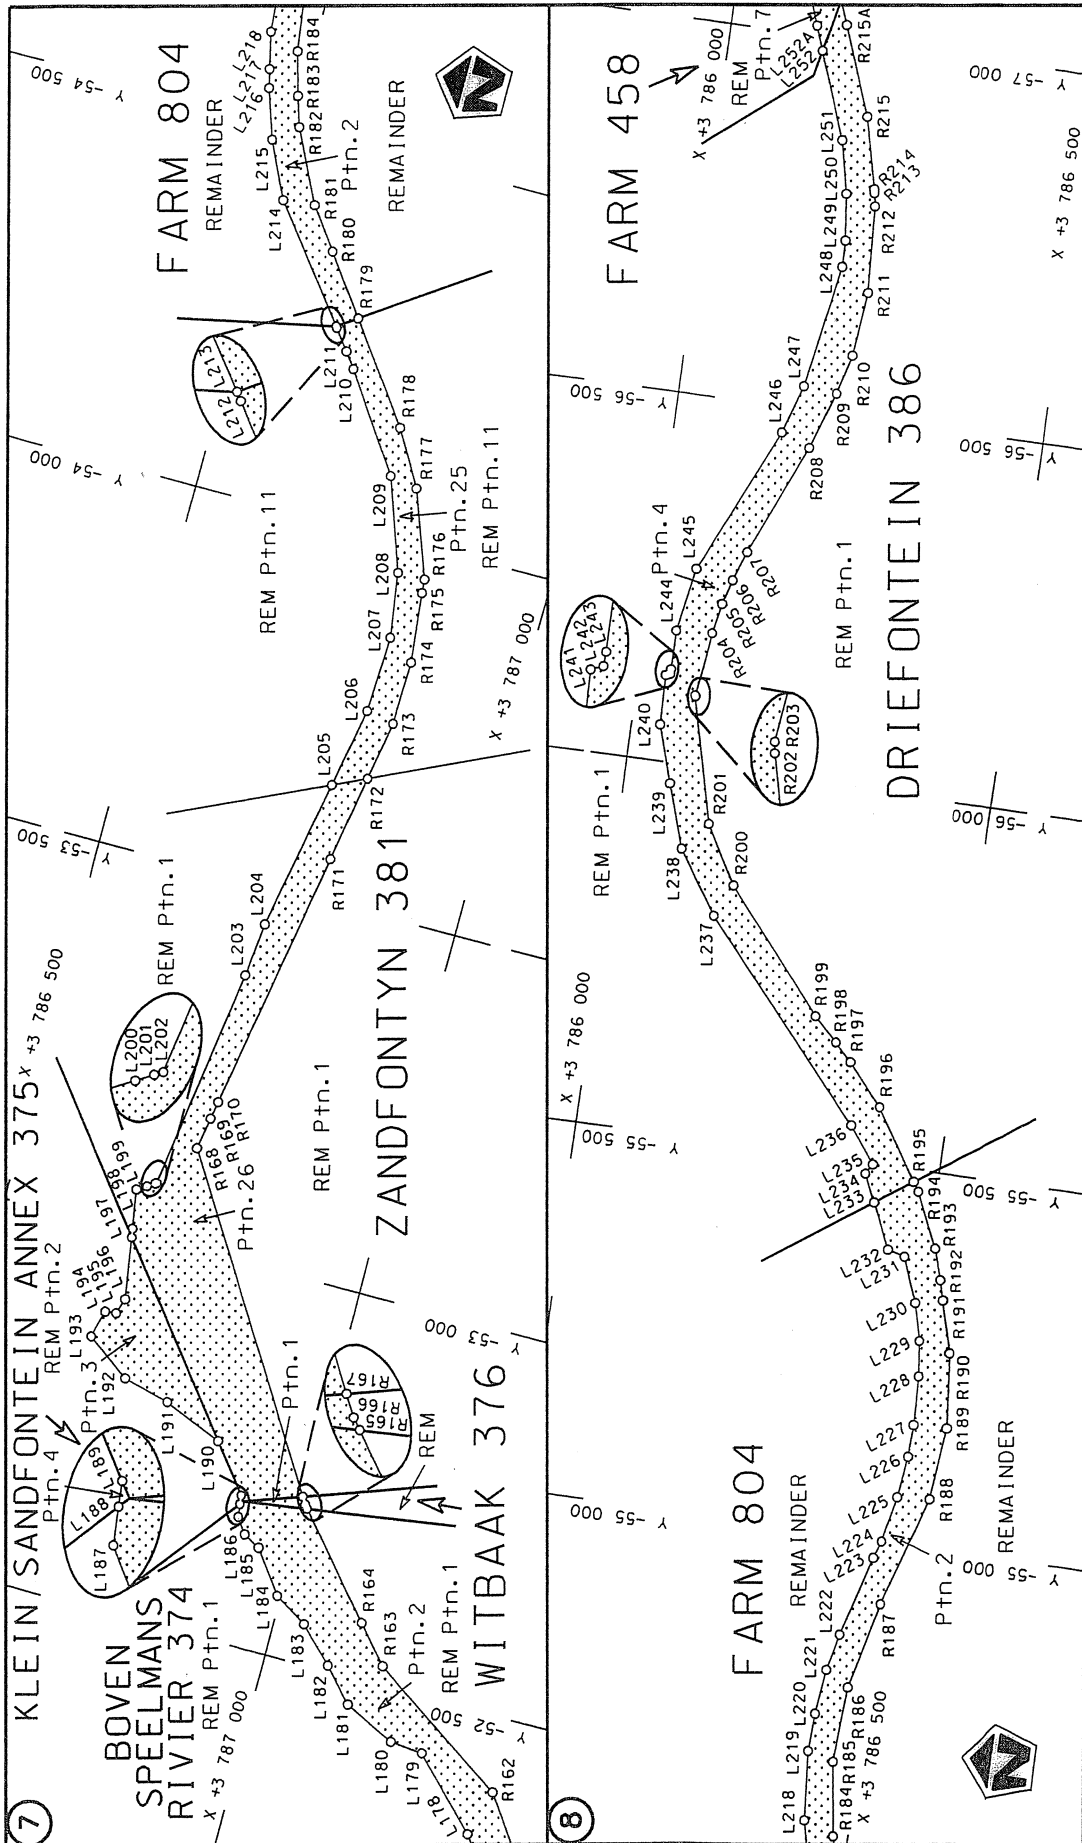 7
KLEIN/SANDFONTEIN ANNEX 375
X +3 786 500
BOVEN
SPEELMANS
RIVIER 374
REM Ptn.1
X +3 787 000
Ptn.4
Ptn.3
REM Ptn.2
L187
L188
L189
L178
L179
L180
L181
L182
L183
L184
L185
L186
L190
L191
L192
L193
L194
L195
L196
L197
L198
L199
L200
L201
L202
REM Ptn.1
L203
L204
L205
L206
L207
L208
L209
L210
L211
L212
L213
L214
L215
L216
L217
L218
FARM 804
REMAINDER
Ptn.2
REMAINDER
REM Ptn.11
Ptn.25
REM Ptn.11
X +3 787 000
Y -53 500
Y -54 000
Y -54 500
R162
R163
R164
R165
R166
R167
R168
R169
R170
R171
R172
R173
R174
R175
R176
R177
R178
R179
R180
R181
R182
R183
R184
Ptn.2
REM Ptn.1
WITBAAK 376
REM
Ptn.1
Ptn.26
REM Ptn.1
ZANDFONTYN 381
Y -52 500
Y -53 000
8
L218
L219
L220
L221
L222
L223
L224
L225
L226
L227
L228
L229
L230
L231
L232
L233
L234
L235
L236
L237
L238
L239
L240
L241
L242
L243
L244
L245
L246
L247
L248
L249
L250
L251
L252
L252A
REM Ptn.1
Ptn.4
FARM 458
X +3 786 000
REM
Ptn.7
X +3 786 000
Y -55 000
Y -55 500
Y -56 500
FARM 804
REMAINDER
Ptn.2
REMAINDER
R184
R185
R186
X +3 786 500
R187
R188
R189
R190
R191
R192
R193
R194
R195
R196
R197
R198
R199
R200
R201
R202
R203
R204
R205
R206
R207
R208
R209
R210
R211
R212
R213
R214
R215
R215A
REM Ptn.1
DRIEFONTEIN 386
Y -55 000
Y -55 500
Y -56 000
Y -56 500
Y -57 000
X +3 786 500